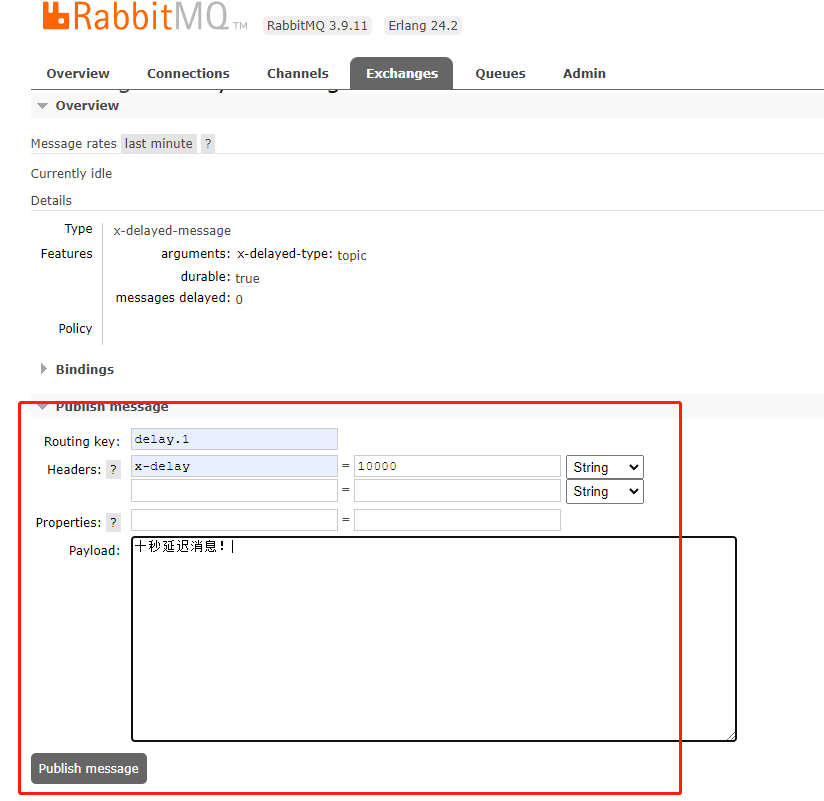 RabbitMQ TM RabbitMQ 3.9.11 Erlang 24.2
Overview Connections Channels Exchanges Queues Admin
Overview
Message rates last minute ?
Currently idle
Details
Type x-delayed-message
Features arguments: x-delayed-type: topic
durable: true
messages delayed: 0
Policy
Bindings
Publish message
Routing key: delay.1
Headers: ? x-delay = 10000 String
= String
Properties: ? =
Payload: 十秒延迟消息!
Publish message